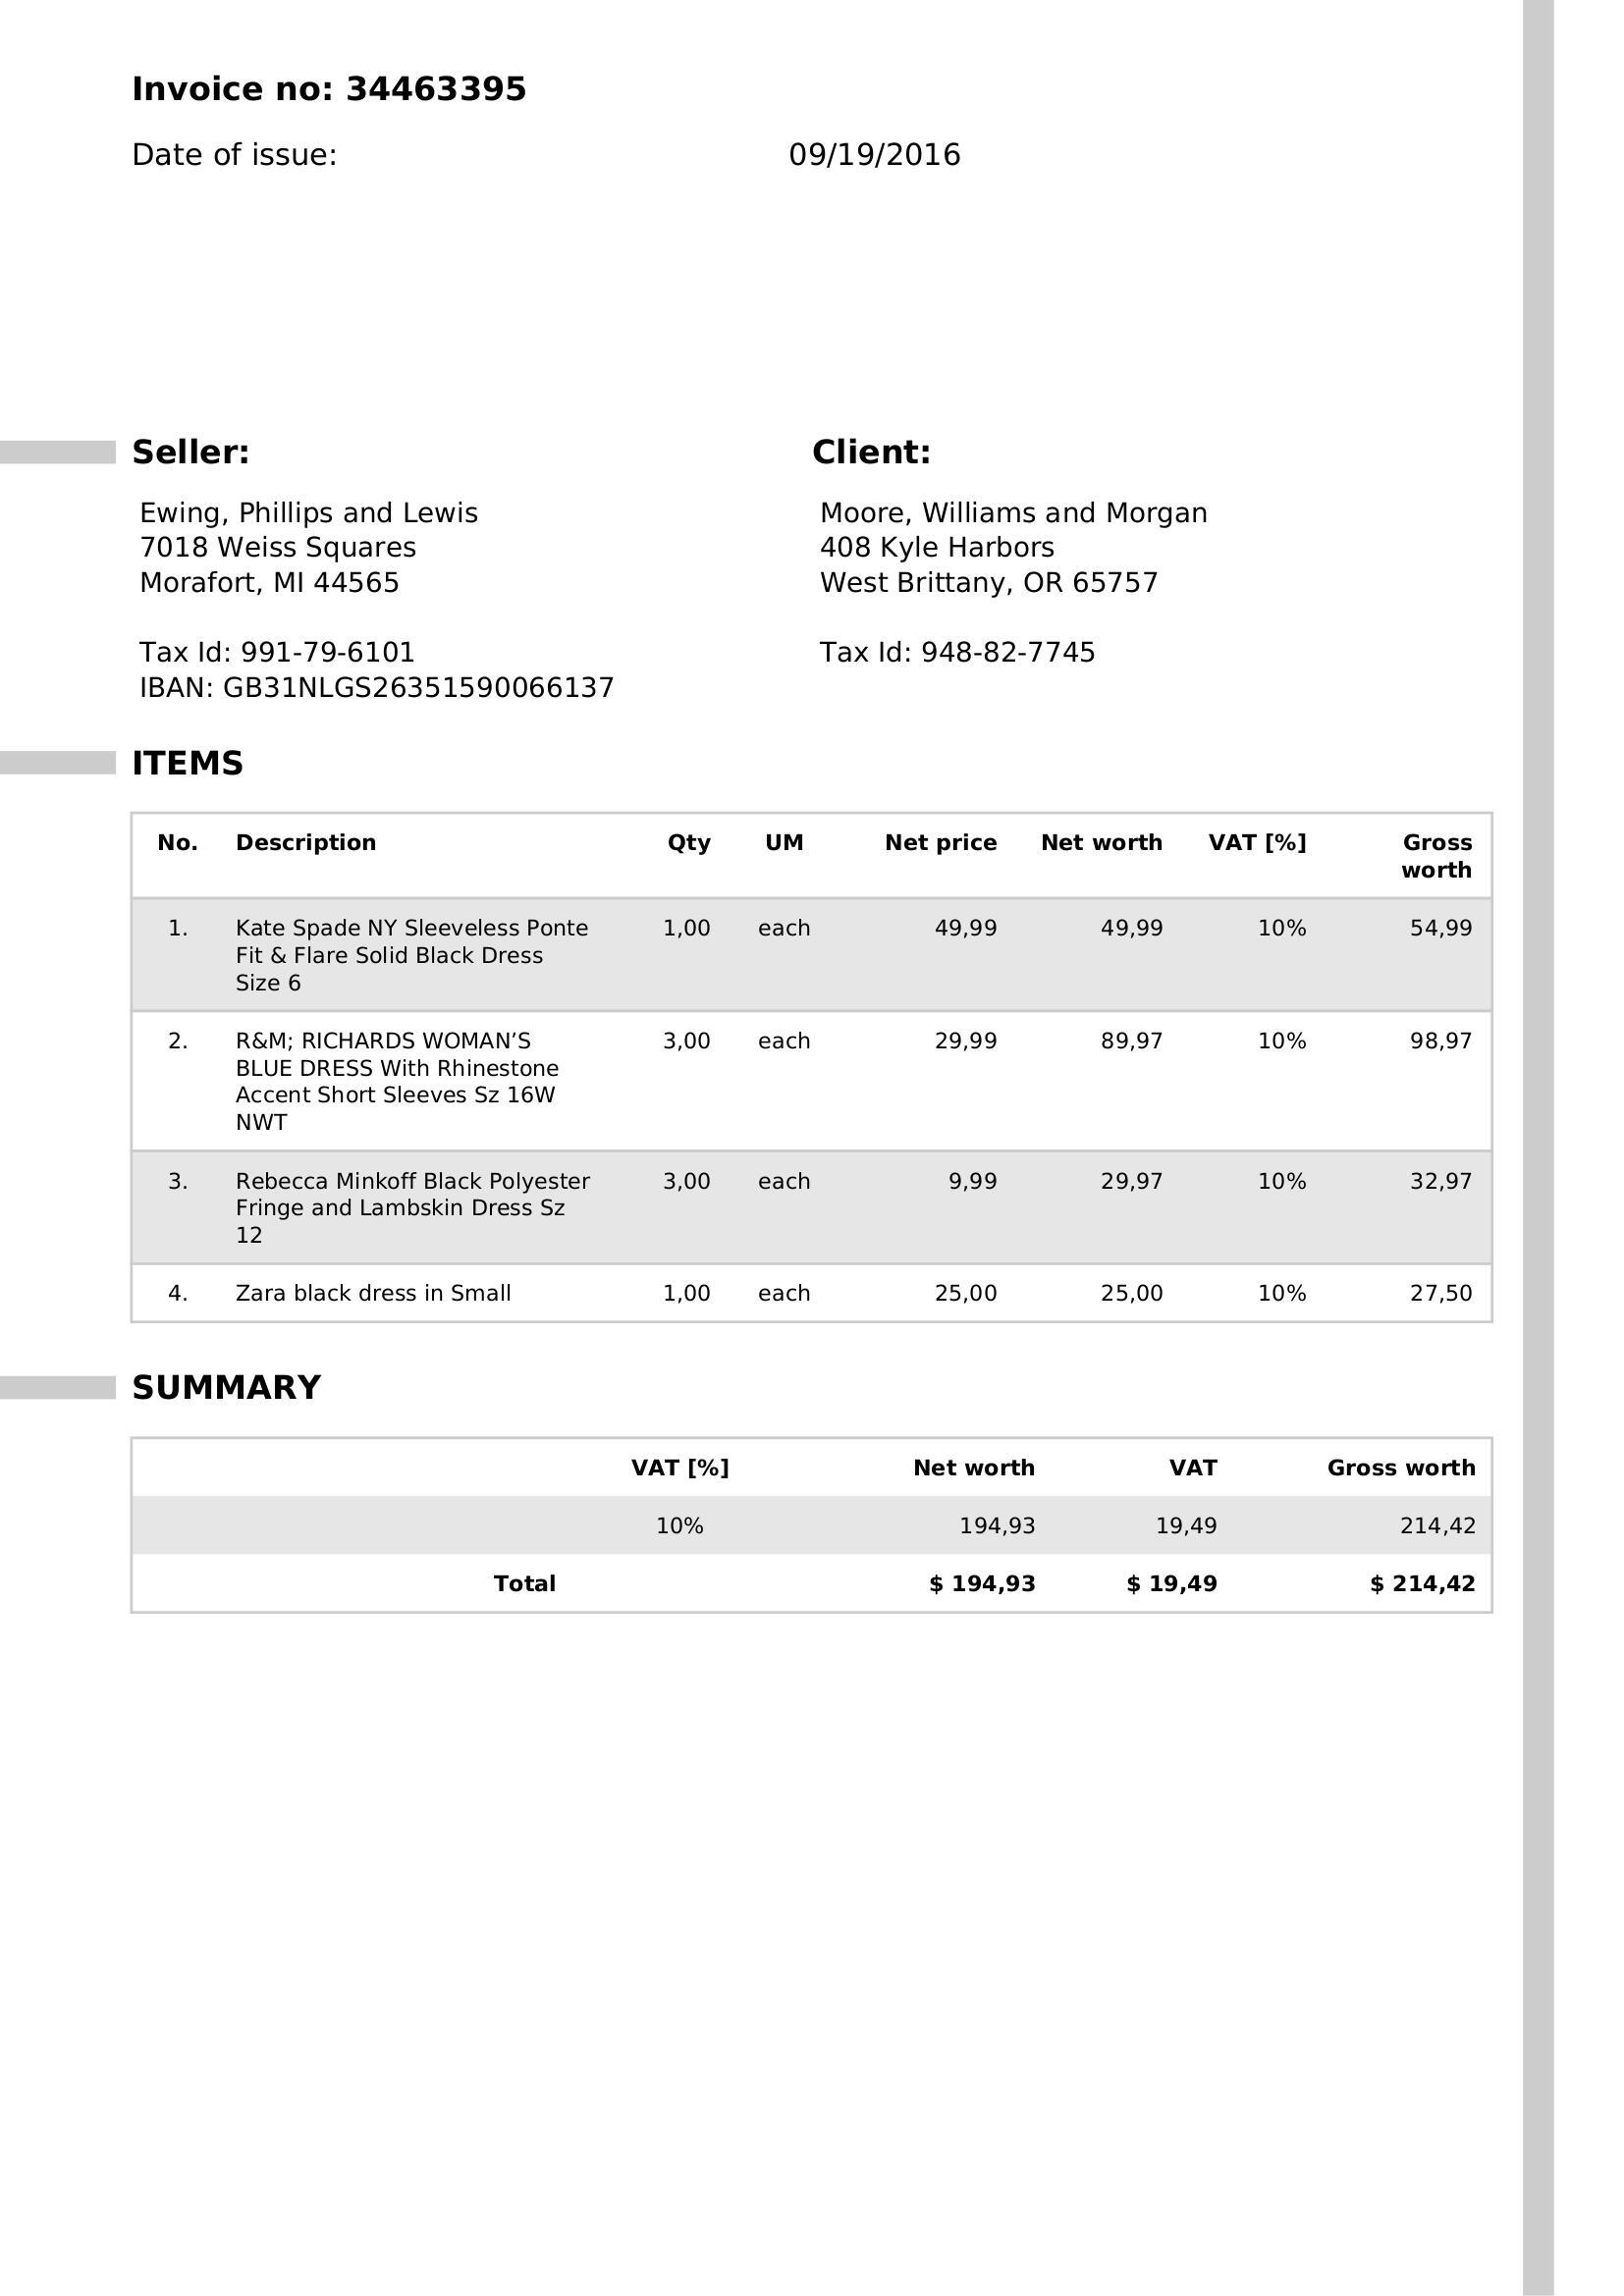 Invoice no: 34463395
Date of issue: 09/19/2016
Seller:
Ewing, Phillips and Lewis
7018 Weiss Squares
Morafort, MI 44565
Tax Id: 991-79-6101
IBAN: GB31NLGS26351590066137
Client:
Moore, Williams and Morgan
408 Kyle Harbors
West Brittany, OR 65757
Tax Id: 948-82-7745
ITEMS
No. Description Qty UM Net price Net worth VAT [%] Gross
worth
1. Kate Spade NY Sleeveless Ponte 1,00 each 49,99 49,99 10% 54,99
Fit & Flare Solid Black Dress
Size 6
2. R&M; RICHARDS WOMAN’S 3,00 each 29,99 89,97 10% 98,97
BLUE DRESS With Rhinestone
Accent Short Sleeves Sz 16W
NWT
3. Rebecca Minkoff Black Polyester 3,00 each 9,99 29,97 10% 32,97
Fringe and Lambskin Dress Sz
12
4. Zara black dress in Small 1,00 each 25,00 25,00 10% 27,50
SUMMARY
VAT [%] Net worth VAT Gross worth
10% 194,93 19,49 214,42
Total $ 194,93 $ 19,49 $ 214,42